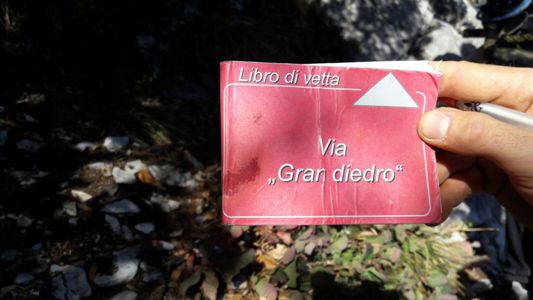 Libro di vetta
Via
„Gran diedro“